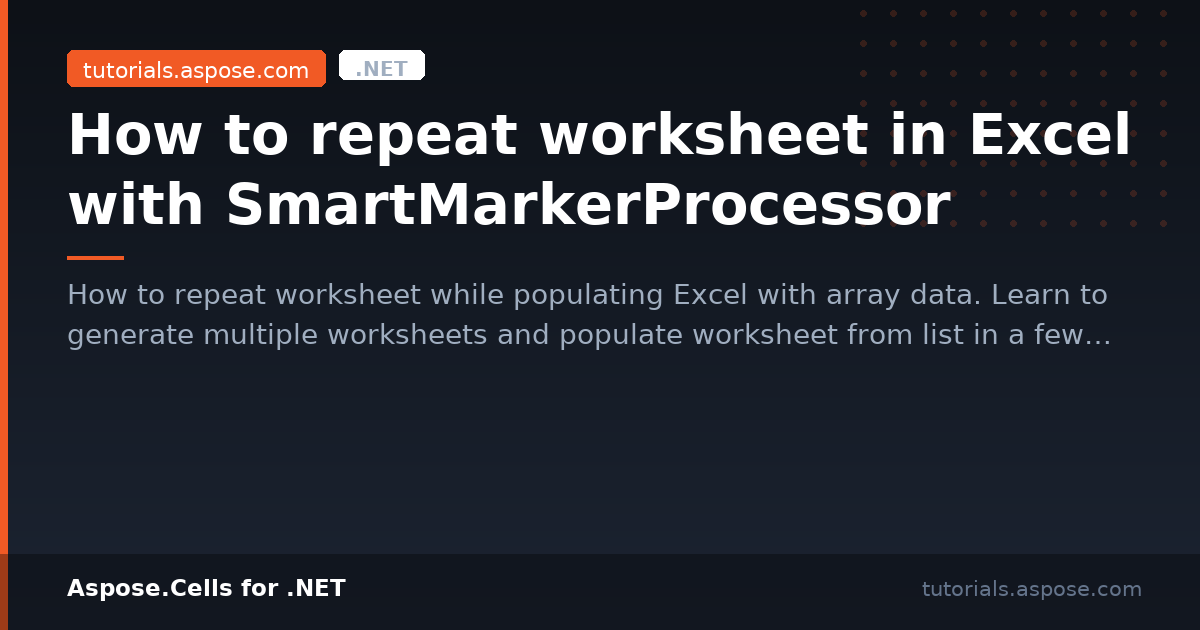 tutorials.aspose.com
.NET
How to repeat worksheet in Excel
with SmartMarkerProcessor
How to repeat worksheet while populating Excel with array data. Learn to
generate multiple worksheets and populate worksheet from list in a few…
Aspose.Cells for .NET
tutorials.aspose.com